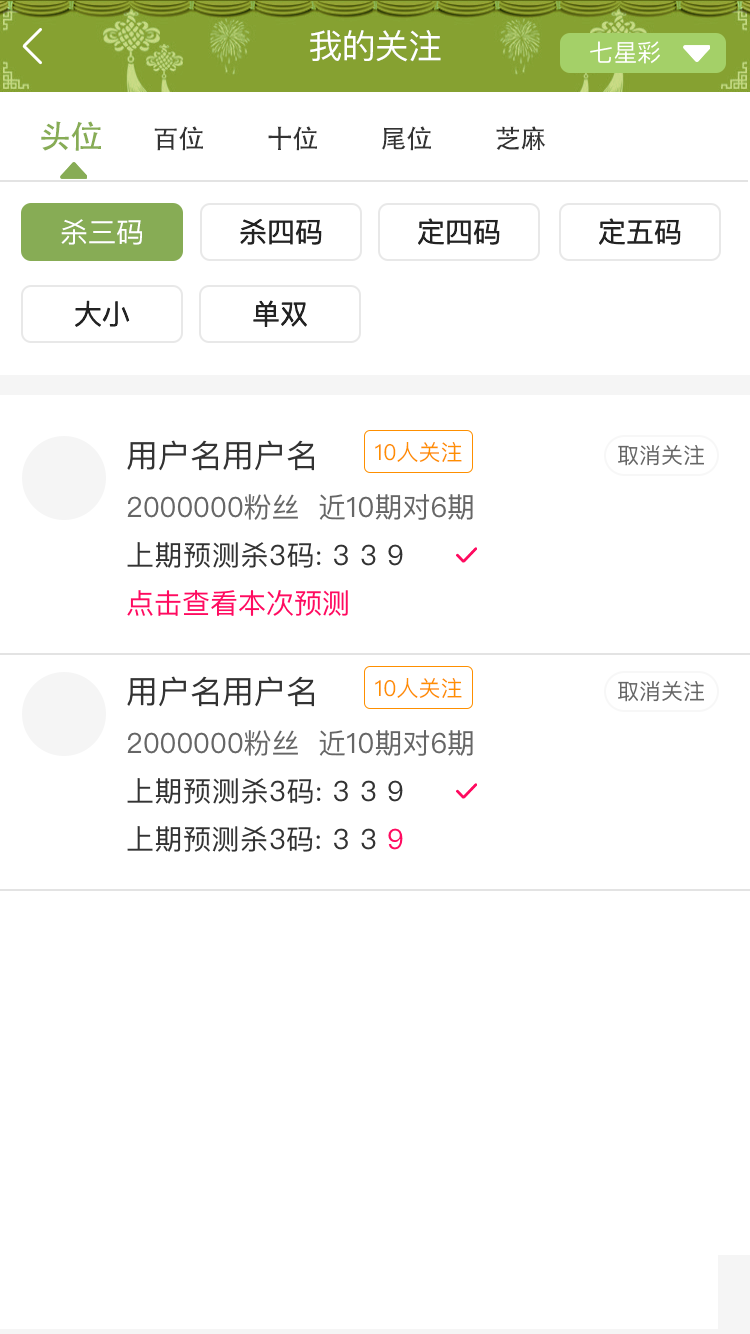 我的关注 七星彩
头位 百位 十位 尾位 芝麻
杀三码 杀四码 定四码 定五码
大小 单双
用户名用户名 10人关注 取消关注
2000000粉丝 近10期对6期
上期预测杀3码: 3 3 9
点击查看本次预测
用户名用户名 10人关注 取消关注
2000000粉丝 近10期对6期
上期预测杀3码: 3 3 9
上期预测杀3码: 3 3 9